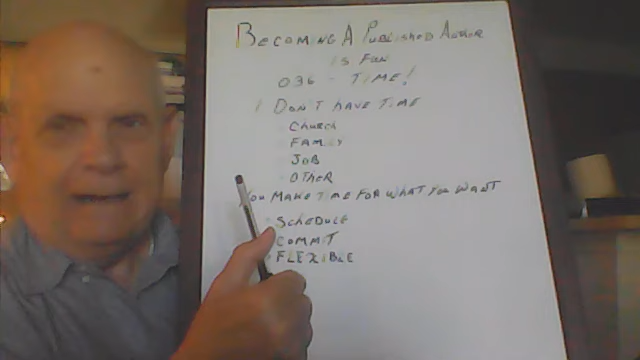 BECOMING A PUBLISHED AUTHOR
IS FUN
036 - TIME!
I DON'T HAVE TIME
CHURCH
FAMILY
JOB
OTHER
YOU MAKE TIME FOR WHAT YOU WANT
SCHEDULE
COMMIT
FLEXIBLE